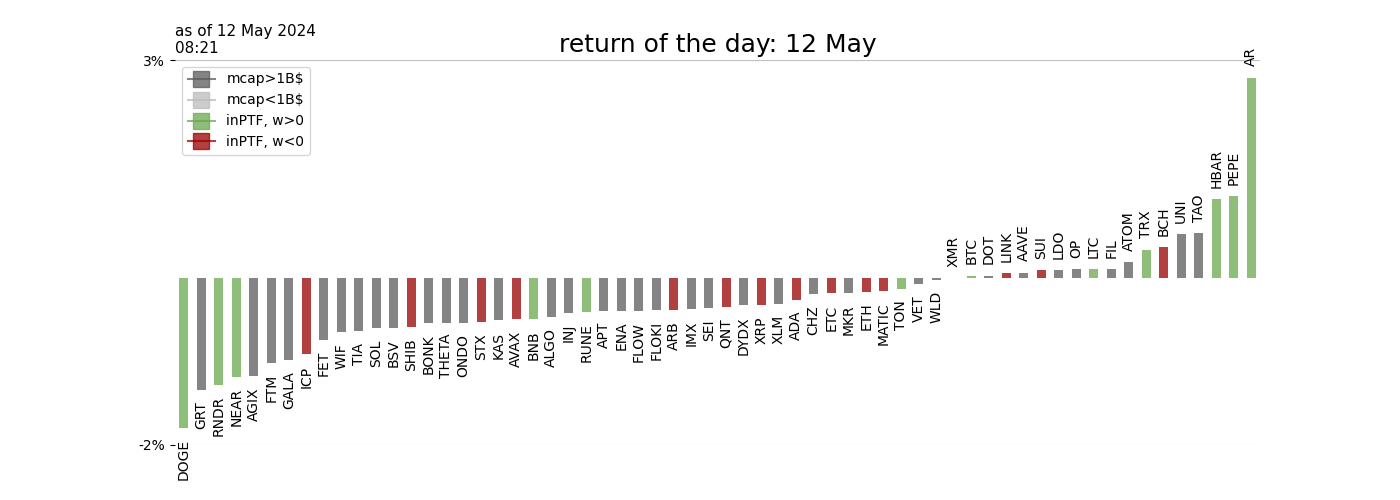 as of 12 May 2024
08:21
return of the day: 12 May
3%
mcap>1B$
mcap<1B$
inPTF, w>0
inPTF, w<0
-2%
DOGE
GRT
RNDR
NEAR
AGIX
FTM
GALA
ICP
FET
WIF
TIA
SOL
BSV
SHIB
BONK
THETA
ONDO
STX
KAS
AVAX
BNB
ALGO
INJ
RUNE
APT
ENA
FLOW
FLOKI
ARB
IMX
SEI
QNT
DYDX
XRP
XLM
ADA
CHZ
ETC
MKR
ETH
MATIC
TON
VET
WLD
XMR
BTC
DOT
LINK
AAVE
SUI
LDO
OP
LTC
FIL
ATOM
TRX
BCH
UNI
TAO
HBAR
PEPE
AR